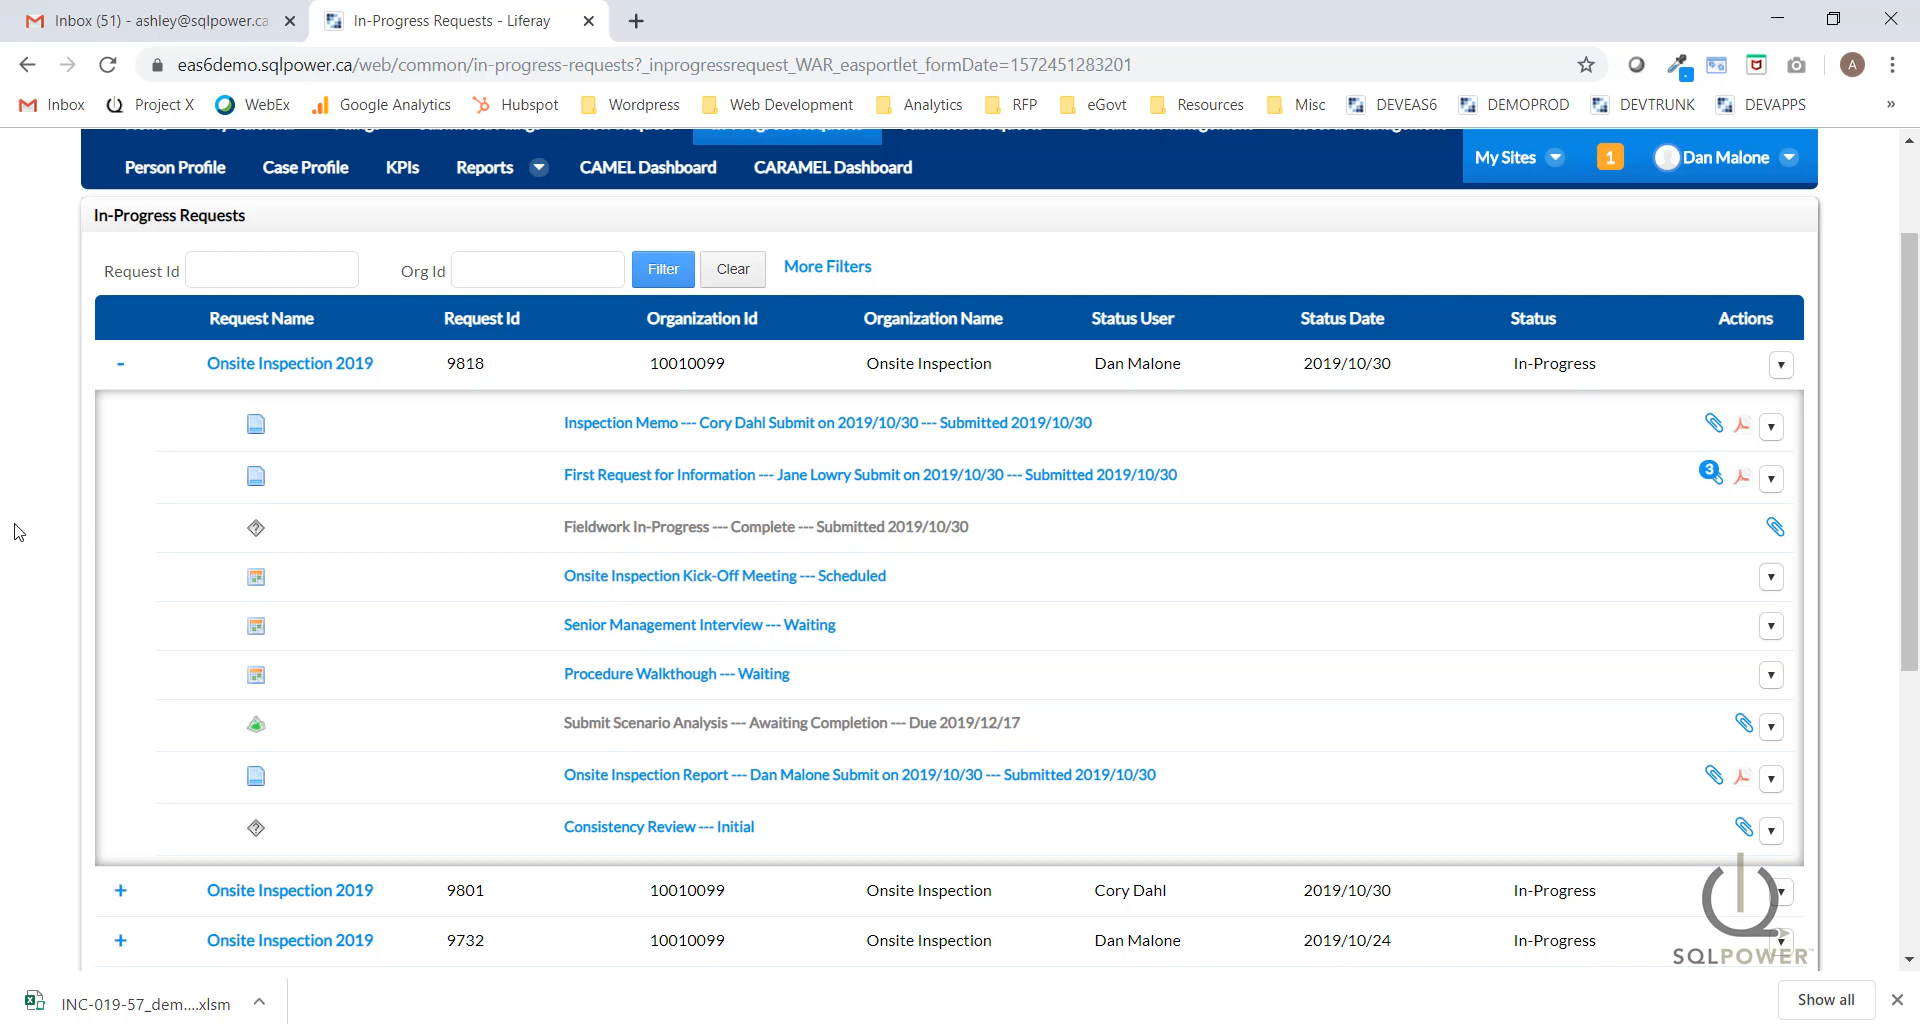 Inbox (51) - ashley@sqlpower.ca
In-Progress Requests - Liferay
eas6demo.sqlpower.ca/web/common/in-progress-requests?_inprogressrequest_WAR_easportlet_formDate=1572451283201
A
Inbox Project X WebEx Google Analytics Hubspot Wordpress Web Development Analytics RFP eGovt Resources Misc DEVEAS6 DEMOPROD DEVTRUNK DEVAPPS »
Person Profile Case Profile KPIs Reports CAMEL Dashboard CARAMEL Dashboard
My Sites 1 Dan Malone
In-Progress Requests
Request Id Org Id Filter Clear More Filters
Request Name Request Id Organization Id Organization Name Status User Status Date Status Actions
- Onsite Inspection 2019 9818 10010099 Onsite Inspection Dan Malone 2019/10/30 In-Progress
Inspection Memo --- Cory Dahl Submit on 2019/10/30 --- Submitted 2019/10/30
First Request for Information --- Jane Lowry Submit on 2019/10/30 --- Submitted 2019/10/30 3
Fieldwork In-Progress --- Complete --- Submitted 2019/10/30
Onsite Inspection Kick-Off Meeting --- Scheduled
Senior Management Interview --- Waiting
Procedure Walkthough --- Waiting
Submit Scenario Analysis --- Awaiting Completion --- Due 2019/12/17
Onsite Inspection Report --- Dan Malone Submit on 2019/10/30 --- Submitted 2019/10/30
Consistency Review --- Initial
+ Onsite Inspection 2019 9801 10010099 Onsite Inspection Cory Dahl 2019/10/30 In-Progress
+ Onsite Inspection 2019 9732 10010099 Onsite Inspection Dan Malone 2019/10/24 In-Progress
SQLPOWER
INC-019-57_dem....xlsm
Show all